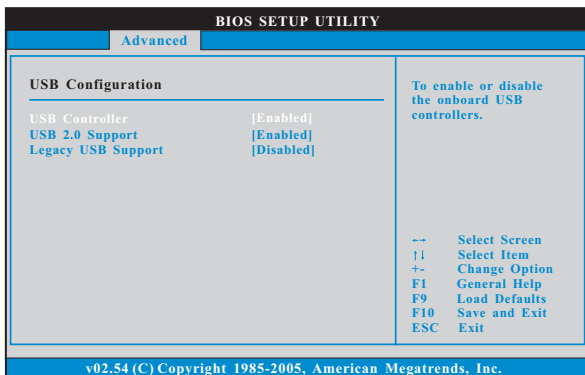 BIOS SETUP UTILITY
Advanced
USB Configuration
USB Controller [Enabled]
USB 2.0 Support [Enabled]
Legacy USB Support [Disabled]
To enable or disable
the onboard USB
controllers.
←→ Select Screen
↑↓ Select Item
+- Change Option
F1 General Help
F9 Load Defaults
F10 Save and Exit
ESC Exit
v02.54 (C) Copyright 1985-2005, American Megatrends, Inc.